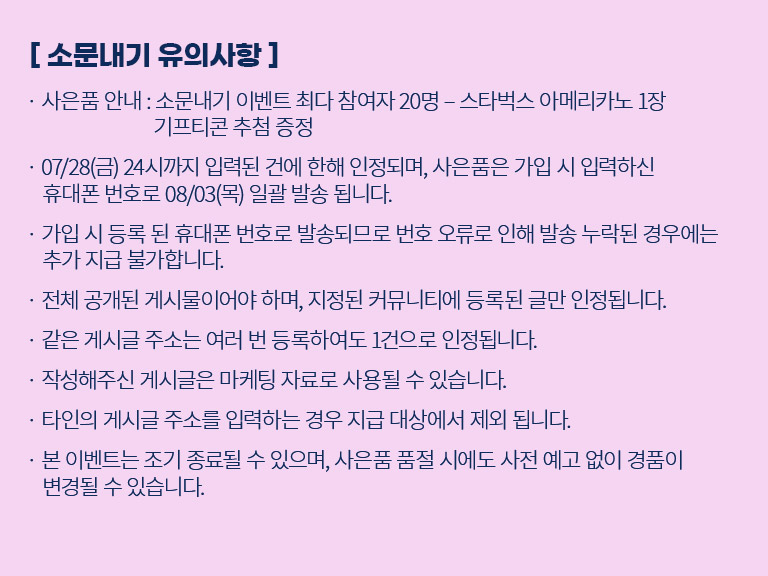 [ 소문내기 유의사항 ]
· 사은품 안내 : 소문내기 이벤트 최다 참여자 20명 – 스타벅스 아메리카노 1장
기프티콘 추첨 증정
· 07/28(금) 24시까지 입력된 건에 한해 인정되며, 사은품은 가입 시 입력하신
휴대폰 번호로 08/03(목) 일괄 발송 됩니다.
· 가입 시 등록 된 휴대폰 번호로 발송되므로 번호 오류로 인해 발송 누락된 경우에는
추가 지급 불가합니다.
· 전체 공개된 게시물이어야 하며, 지정된 커뮤니티에 등록된 글만 인정됩니다.
· 같은 게시글 주소는 여러 번 등록하여도 1건으로 인정됩니다.
· 작성해주신 게시글은 마케팅 자료로 사용될 수 있습니다.
· 타인의 게시글 주소를 입력하는 경우 지급 대상에서 제외 됩니다.
· 본 이벤트는 조기 종료될 수 있으며, 사은품 품절 시에도 사전 예고 없이 경품이
변경될 수 있습니다.